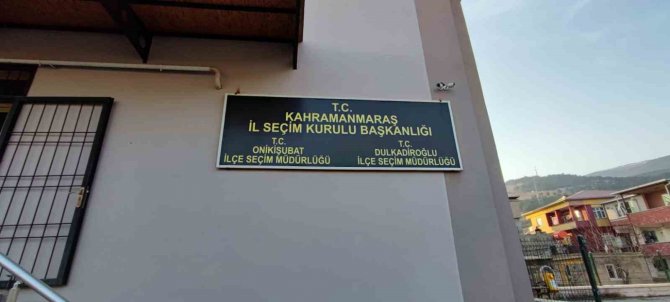 T.C.
KAHRAMANMARAŞ
İL SEÇİM KURULU BAŞKANLIĞI
T.C.
ONİKİŞUBAT
İLÇE SEÇİM MÜDÜRLÜĞÜ
T.C.
DULKADİROĞLU
İLÇE SEÇİM MÜDÜRLÜĞÜ